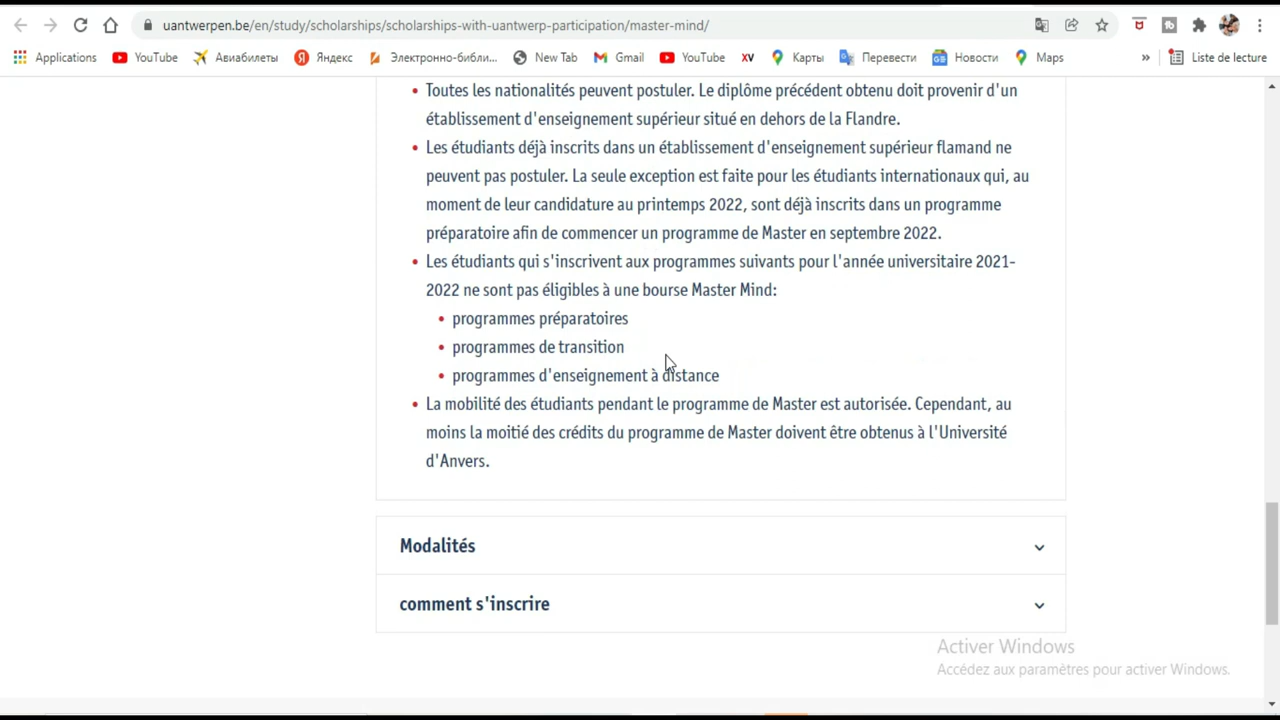 uantwerpen.be/en/study/scholarships/scholarships-with-uantwerp-participation/master-mind/
Applications YouTube Авиабилеты Яндекс Электронно-библи... New Tab Gmail YouTube XV Карты Перевести Новости Maps » Liste de lecture
• Toutes les nationalités peuvent postuler. Le diplôme précédent obtenu doit provenir d'un
établissement d'enseignement supérieur situé en dehors de la Flandre.
• Les étudiants déjà inscrits dans un établissement d'enseignement supérieur flamand ne
peuvent pas postuler. La seule exception est faite pour les étudiants internationaux qui, au
moment de leur candidature au printemps 2022, sont déjà inscrits dans un programme
préparatoire afin de commencer un programme de Master en septembre 2022.
• Les étudiants qui s'inscrivent aux programmes suivants pour l'année universitaire 2021-
2022 ne sont pas éligibles à une bourse Master Mind:
• programmes préparatoires
• programmes de transition
• programmes d'enseignement à distance
• La mobilité des étudiants pendant le programme de Master est autorisée. Cependant, au
moins la moitié des crédits du programme de Master doivent être obtenus à l'Université
d'Anvers.
Modalités
comment s'inscrire
Activer Windows
Accédez aux paramètres pour activer Windows.